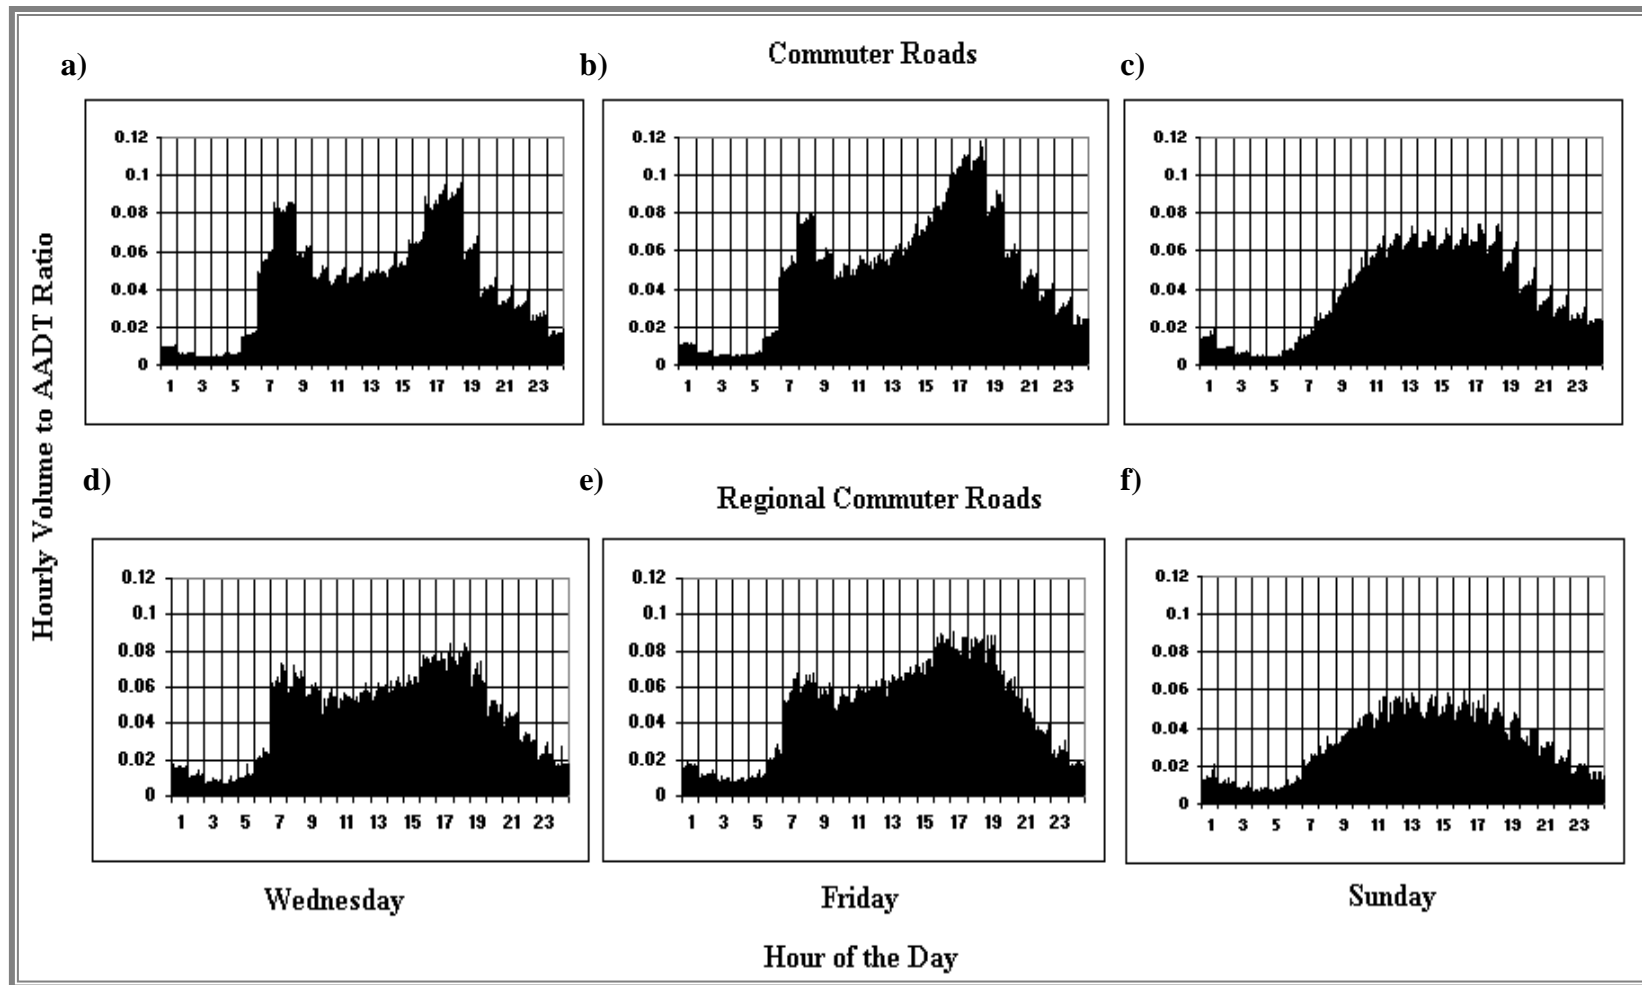 a)
b)
c)
Commuter Roads
0.12
0.1
0.08
0.06
0.04
0.02
0
1 3 5 7 9 11 13 15 17 19 21 23
0.12
0.1
0.08
0.06
0.04
0.02
0
1 3 5 7 9 11 13 15 17 19 21 23
0.12
0.1
0.08
0.06
0.04
0.02
0
1 3 5 7 9 11 13 15 17 19 21 23
Hourly Volume to AADT Ratio
d)
e)
f)
Regional Commuter Roads
0.12
0.1
0.08
0.06
0.04
0.02
0
1 3 5 7 9 11 13 15 17 19 21 23
0.12
0.1
0.08
0.06
0.04
0.02
0
1 3 5 7 9 11 13 15 17 19 21 23
0.12
0.1
0.08
0.06
0.04
0.02
0
1 3 5 7 9 11 13 15 17 19 21 23
Wednesday
Friday
Sunday
Hour of the Day